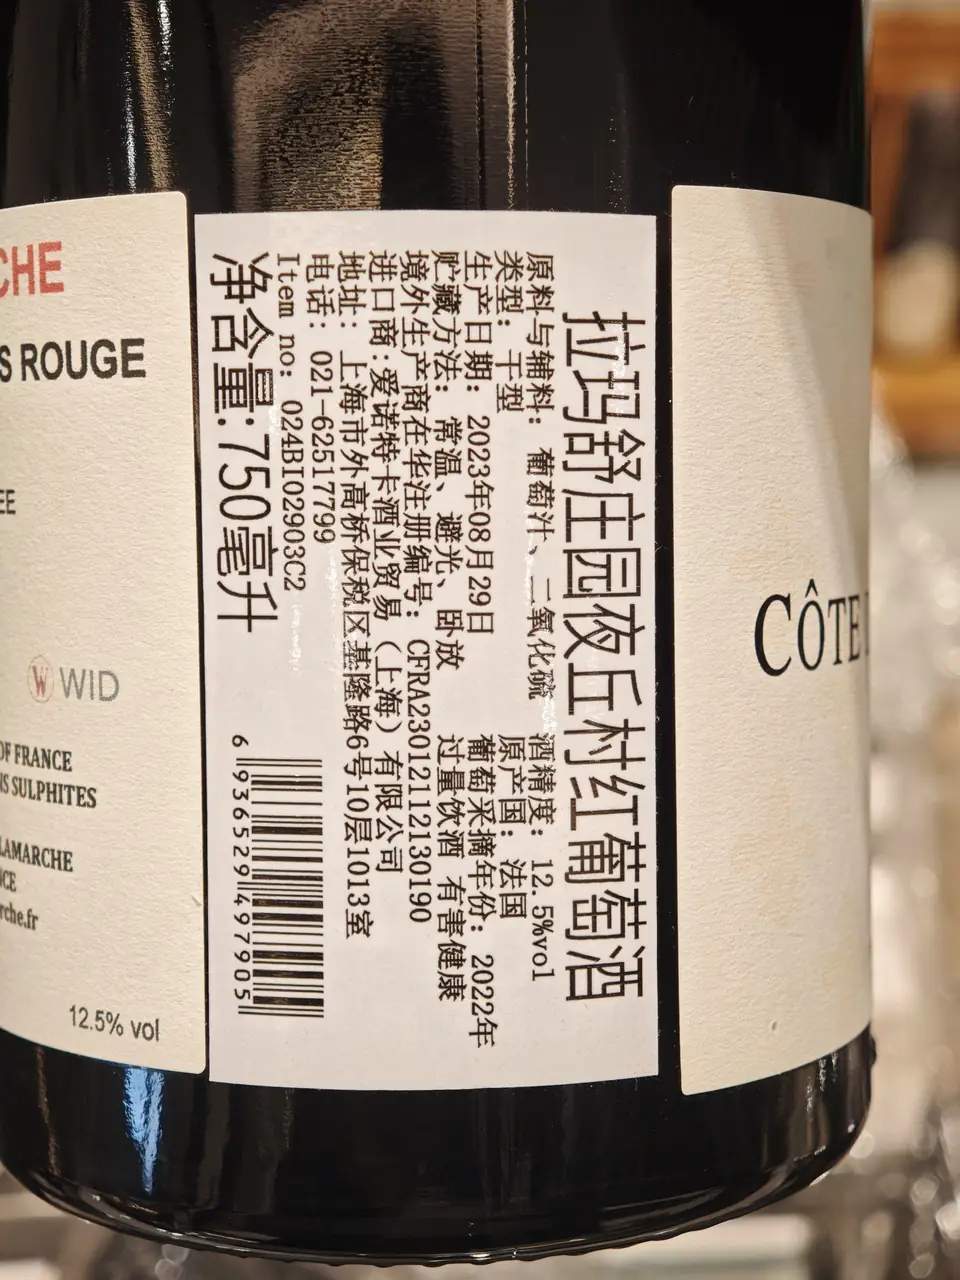 CHE
S ROUGE
EE
W WID
OF FRANCE
NS SULPHITES
LAMARCHE
NCE
rche.fr
12.5% vol
拉玛舒庄园夜丘村红葡萄酒
原料与辅料: 葡萄汁、二氧化硫 酒精度: 12.5%vol
类型: 干型 原产国: 法国
生产日期: 2023年08月29日 葡萄采摘年份: 2022年
贮藏方法: 常温、避光、卧放 过量饮酒 有害健康
境外生产商在华注册编号: CFRA23012112130190
进口商: 爱诺特卡酒业贸易(上海)有限公司
地址: 上海市外高桥保税区基隆路6号10层1013室
电话: 021-62517799
Item no: 024BI02903C2
净含量:750毫升
6 936529 497905
CÔTE